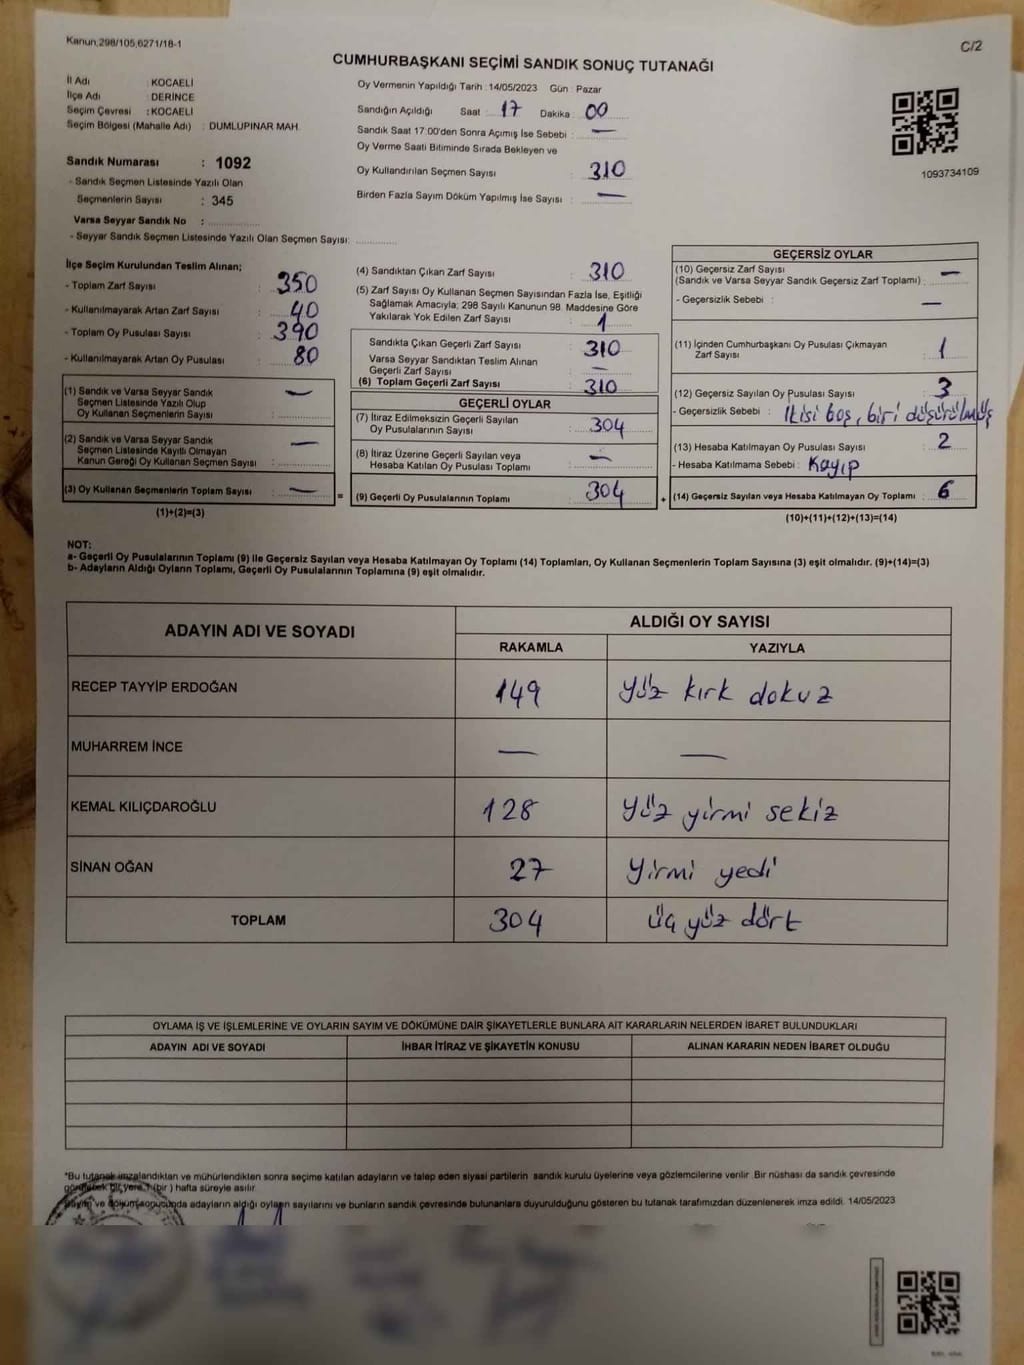 Kanun,298/105,6271/18-1
C/2
CUMHURBAŞKANI SEÇİMİ SANDIK SONUÇ TUTANAĞI
İl Adı : KOCAELİ
İlçe Adı : DERİNCE
Seçim Çevresi : KOCAELİ
Seçim Bölgesi (Mahalle Adı) : DUMLUPINAR MAH.
Sandık Numarası : 1092
- Sandık Seçmen Listesinde Yazılı Olan
Seçmenlerin Sayısı : 345
Varsa Seyyar Sandık No :
- Seyyar Sandık Seçmen Listesinde Yazılı Olan Seçmen Sayısı:
Oy Vermenin Yapıldığı Tarih : 14/05/2023 Gün : Pazar
Sandığın Açıldığı Saat : 17 Dakika : 00
Sandık Saat 17:00'den Sonra Açımış İse Sebebi : —
Oy Verme Saati Bitiminde Sırada Bekleyen ve
Oy Kullandırılan Seçmen Sayısı : 310
Birden Fazla Sayım Döküm Yapılmış İse Sayısı : —
1093734109
İlçe Seçim Kurulundan Teslim Alınan;
- Toplam Zarf Sayısı : 350
- Kullanılmayarak Artan Zarf Sayısı : 40
- Toplam Oy Pusulası Sayısı : 390
- Kullanılmayarak Artan Oy Pusulası : 80
(1) Sandık ve Varsa Seyyar Sandık —
Seçmen Listesinde Yazılı Olup
Oy Kullanan Seçmenlerin Sayısı :
(2) Sandık ve Varsa Seyyar Sandık —
Seçmen Listesinde Kayıtlı Olmayan
Kanun Gereği Oy Kullanan Seçmen Sayısı :
(3) Oy Kullanan Seçmenlerin Toplam Sayısı : —
(1)+(2)=(3)
(4) Sandıktan Çıkan Zarf Sayısı : 310
(5) Zarf Sayısı Oy Kullanan Seçmen Sayısından Fazla İse, Eşitliği
Sağlamak Amacıyla; 298 Sayılı Kanunun 98. Maddesine Göre
Yakılarak Yok Edilen Zarf Sayısı : 1
Sandıkta Çıkan Geçerli Zarf Sayısı : 310
Varsa Seyyar Sandıktan Teslim Alınan
Geçerli Zarf Sayısı : —
(6) Toplam Geçerli Zarf Sayısı : 310
GEÇERLİ OYLAR
(7) İtiraz Edilmeksizin Geçerli Sayılan
Oy Pusulalarının Sayısı : 304
(8) İtiraz Üzerine Geçerli Sayılan veya
Hesaba Katılan Oy Pusulası Toplamı : —
= (9) Geçerli Oy Pusulalarının Toplamı : 304
GEÇERSİZ OYLAR
(10) Geçersiz Zarf Sayısı —
(Sandık ve Varsa Seyyar Sandık Geçersiz Zarf Toplamı) :
- Geçersizlik Sebebi : —
(11) İçinden Cumhurbaşkanı Oy Pusulası Çıkmayan
Zarf Sayısı : 1
(12) Geçersiz Sayılan Oy Pusulası Sayısı : 3
- Geçersizlik Sebebi : İkisi boş, biri düşürülmüş
(13) Hesaba Katılmayan Oy Pusulası Sayısı : 2
- Hesaba Katılmama Sebebi : Kayıp
+ (14) Geçersiz Sayılan veya Hesaba Katılmayan Oy Toplamı : 6
(10)+(11)+(12)+(13)=(14)
NOT:
a- Geçerli Oy Pusulalarının Toplamı (9) ile Geçersiz Sayılan veya Hesaba Katılmayan Oy Toplamı (14) Toplamları, Oy Kullanan Seçmenlerin Toplam Sayısına (3) eşit olmalıdır. (9)+(14)=(3)
b- Adayların Aldığı Oyların Toplamı, Geçerli Oy Pusulalarının Toplamına (9) eşit olmalıdır.
ADAYIN ADI VE SOYADI ALDIĞI OY SAYISI
RAKAMLA YAZIYLA
RECEP TAYYİP ERDOĞAN 149 yüz kırk dokuz
MUHARREM İNCE — —
KEMAL KILIÇDAROĞLU 128 yüz yirmi sekiz
SİNAN OĞAN 27 yirmi yedi
TOPLAM 304 üç yüz dört
OYLAMA İŞ VE İŞLEMLERİNE VE OYLARIN SAYIM VE DÖKÜMÜNE DAİR ŞİKAYETLERLE BUNLARA AİT KARARLARIN NELERDEN İBARET BULUNDUKLARI
ADAYIN ADI VE SOYADI İHBAR İTİRAZ VE ŞİKAYETİN KONUSU ALINAN KARARIN NEDEN İBARET OLDUĞU
*Bu tutanak imzalandıktan ve mühürlendikten sonra seçime katılan adayların ve talep eden siyasi partilerin sandık kurulu üyelerine veya gözlemcilerine verilir. Bir nüshası da sandık çevresinde
görülecek bir yere 1 (bir ) hafta süreyle asılır.
Sayım ve döküm sonucunda adayların aldığı oyların sayılarını ve bunların sandık çevresinde bulunanlara duyurulduğunu gösteren bu tutanak tarafımızdan düzenlenerek imza edildi. 14/05/2023